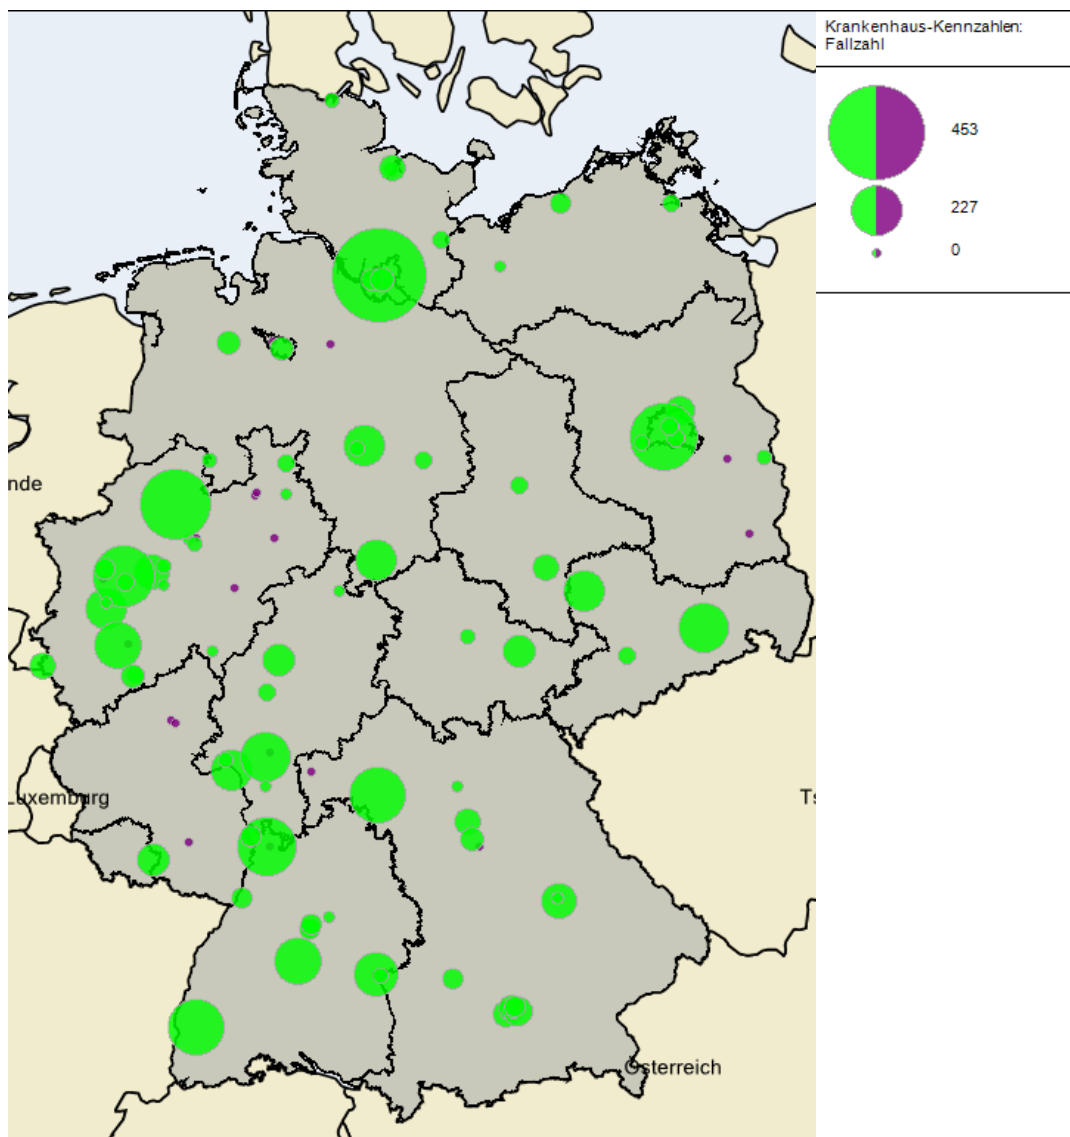 Krankenhaus-Kennzahlen:
Fallzahl
453
227
0
nde
Luxemburg
Ts
Österreich